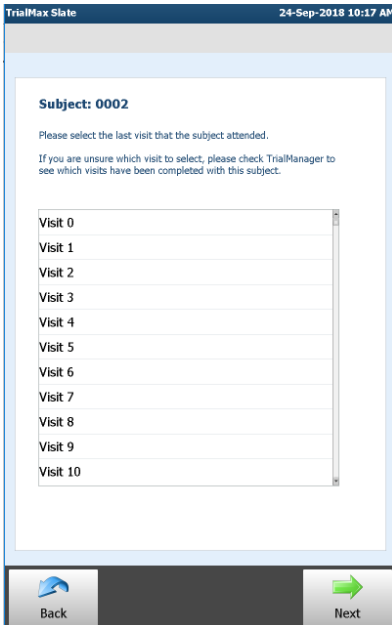 TrialMax Slate 24-Sep-2018 10:17 AM
Subject: 0002
Please select the last visit that the subject attended.
If you are unsure which visit to select, please check TrialManager to
see which visits have been completed with this subject.
Visit 0
Visit 1
Visit 2
Visit 3
Visit 4
Visit 5
Visit 6
Visit 7
Visit 8
Visit 9
Visit 10
Back Next